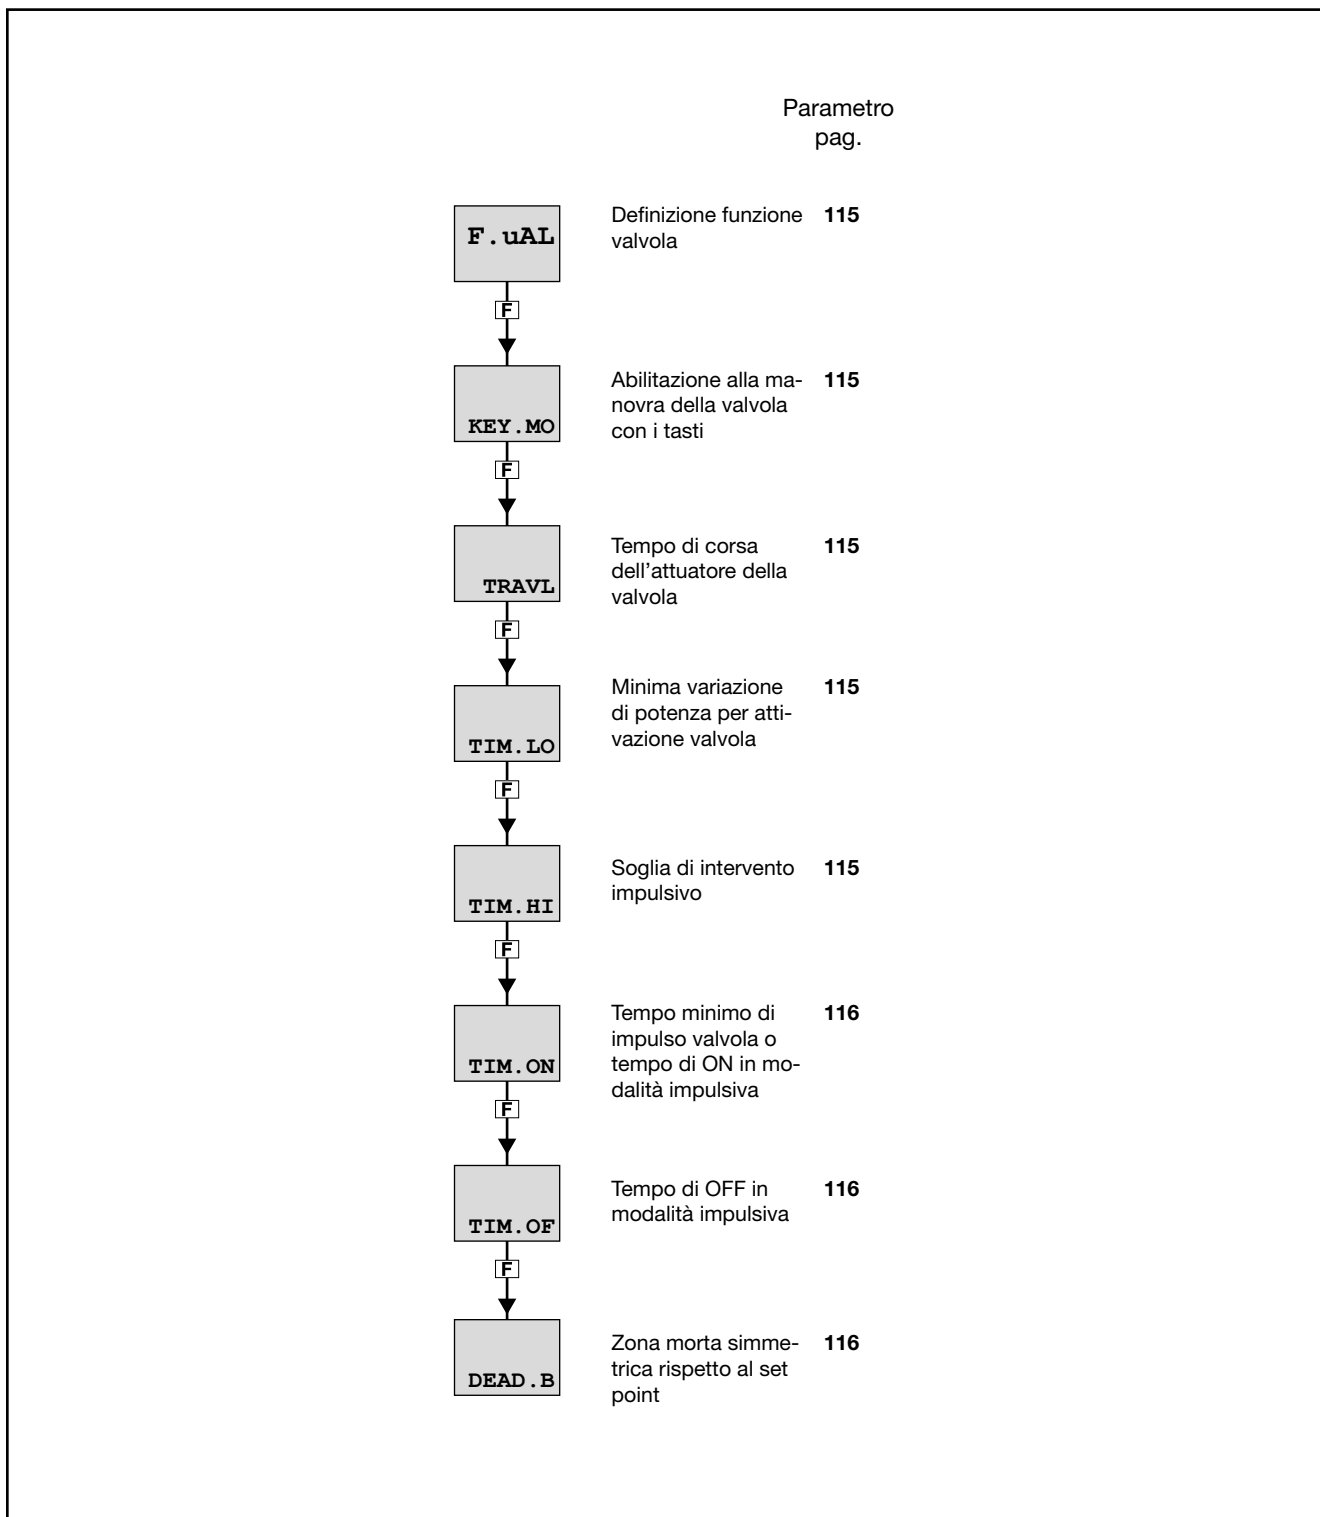 Parametro
pag.
F.uAL
Definizione funzione 115
valvola
F
KEY.MO
Abilitazione alla ma- 115
novra della valvola
con i tasti
F
TRAVL
Tempo di corsa 115
dell'attuatore della
valvola
F
TIM.LO
Minima variazione 115
di potenza per atti-
vazione valvola
F
TIM.HI
Soglia di intervento 115
impulsivo
F
TIM.ON
Tempo minimo di 116
impulso valvola o
tempo di ON in mo-
dalità impulsiva
F
TIM.OF
Tempo di OFF in 116
modalità impulsiva
F
DEAD.B
Zona morta simme- 116
trica rispetto al set
point